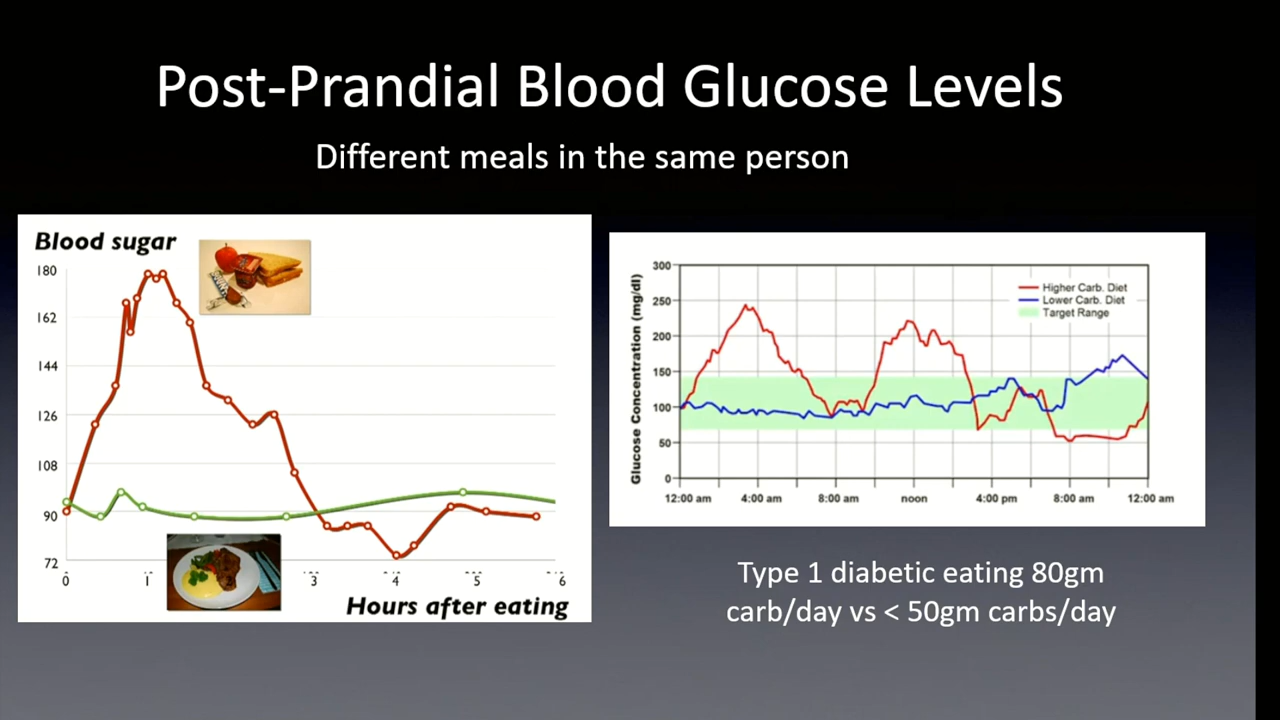 Post-Prandial Blood Glucose Levels
Different meals in the same person
Blood sugar
180
162
144
126
108
90
72
0
1
3
4
5
6
Hours after eating
Glucose Concentration (mg/dl)
300
250
200
150
100
50
0
Higher Carb. Diet
Lower Carb. Diet
Target Range
12:00 am
4:00 am
8:00 am
noon
4:00 pm
8:00 am
12:00 am
Type 1 diabetic eating 80gm
carb/day vs < 50gm carbs/day